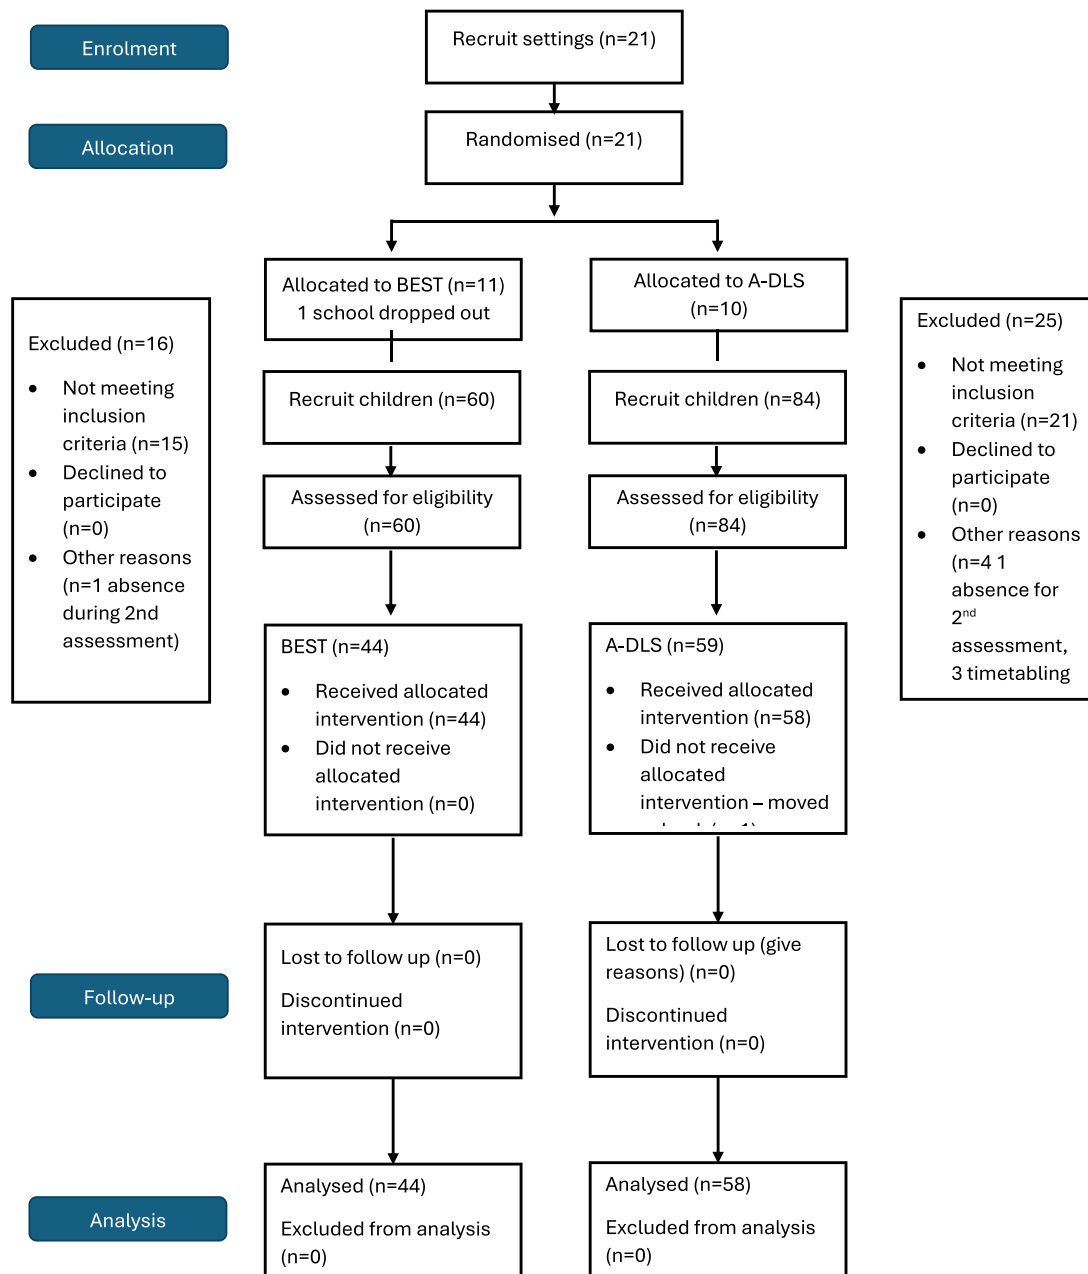 Enrolment
Recruit settings (n=21)
Allocation
Randomised (n=21)
Allocated to BEST (n=11)
1 school dropped out
Allocated to A-DLS
(n=10)
Excluded (n=16)
• Not meeting
inclusion
criteria (n=15)
• Declined to
participate
(n=0)
• Other reasons
(n=1 absence
during 2nd
assessment)
Excluded (n=25)
• Not meeting
inclusion
criteria (n=21)
• Declined to
participate
(n=0)
• Other reasons
(n=4 1
absence for
2nd
assessment,
3 timetabling
Recruit children (n=60)
Recruit children (n=84)
Assessed for eligibility
(n=60)
Assessed for eligibility
(n=84)
BEST (n=44)
• Received allocated
intervention (n=44)
• Did not receive
allocated
intervention (n=0)
A-DLS (n=59)
• Received allocated
intervention (n=58)
• Did not receive
allocated
intervention – moved
Follow-up
Lost to follow up (n=0)
Discontinued
intervention (n=0)
Lost to follow up (give
reasons) (n=0)
Discontinued
intervention (n=0)
Analysis
Analysed (n=44)
Excluded from analysis
(n=0)
Analysed (n=58)
Excluded from analysis
(n=0)